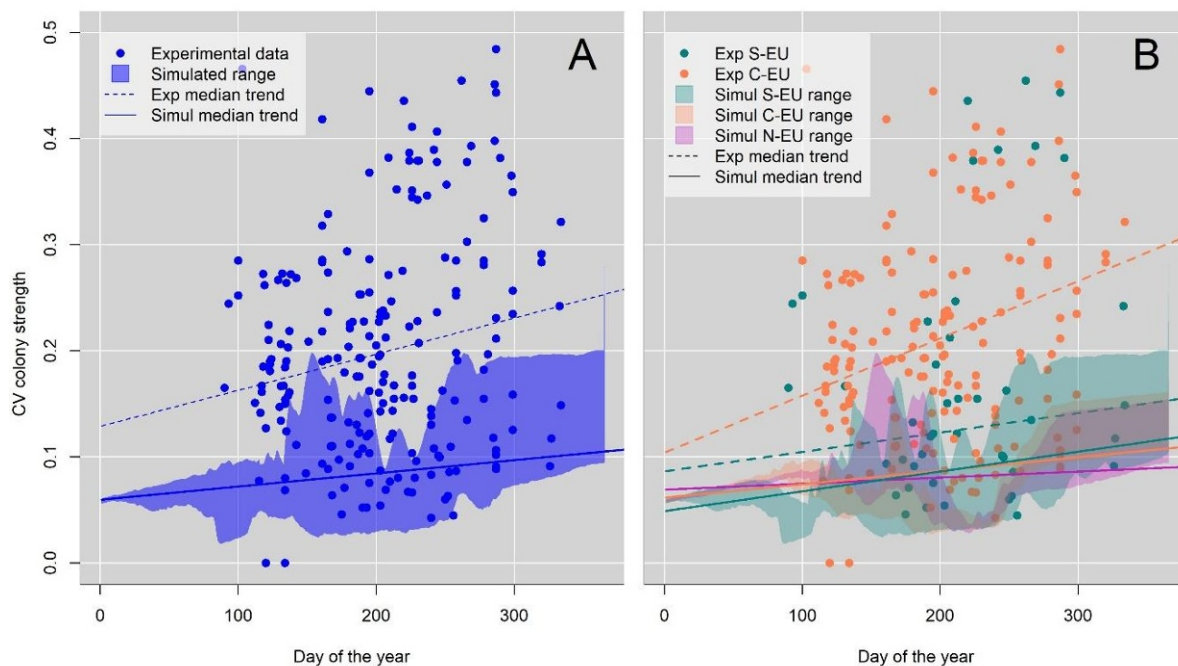 0.5
0.4
0.3
0.2
0.1
0.0
CV colony strength
A
Experimental data
Simulated range
Exp median trend
Simul median trend
0
100
200
300
Day of the year
B
Exp S-EU
Exp C-EU
Simul S-EU range
Simul C-EU range
Simul N-EU range
Exp median trend
Simul median trend
0
100
200
300
Day of the year